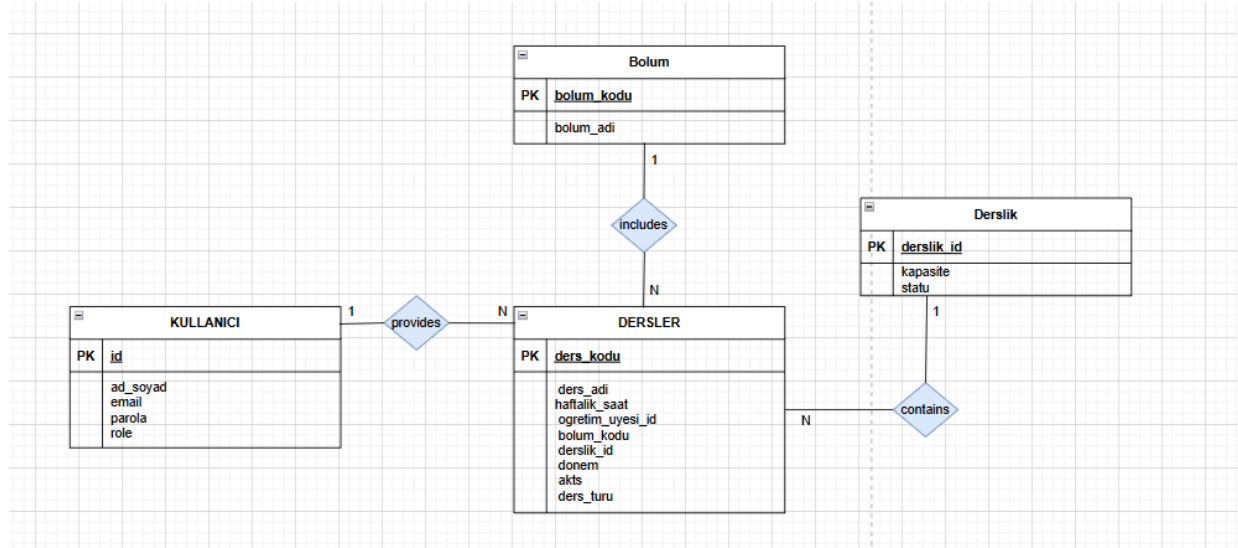 Bolum
PK bolum_kodu
bolum_adi
1
includes
N
Derslik
PK derslik_id
kapasite
statu
1
contains
N
KULLANICI
PK id
ad_soyad
email
parola
role
1
provides
N
DERSLER
PK ders_kodu
ders_adi
haftalik_saat
ogretim_uyesi_id
bolum_kodu
derslik_id
donem
akts
ders_turu